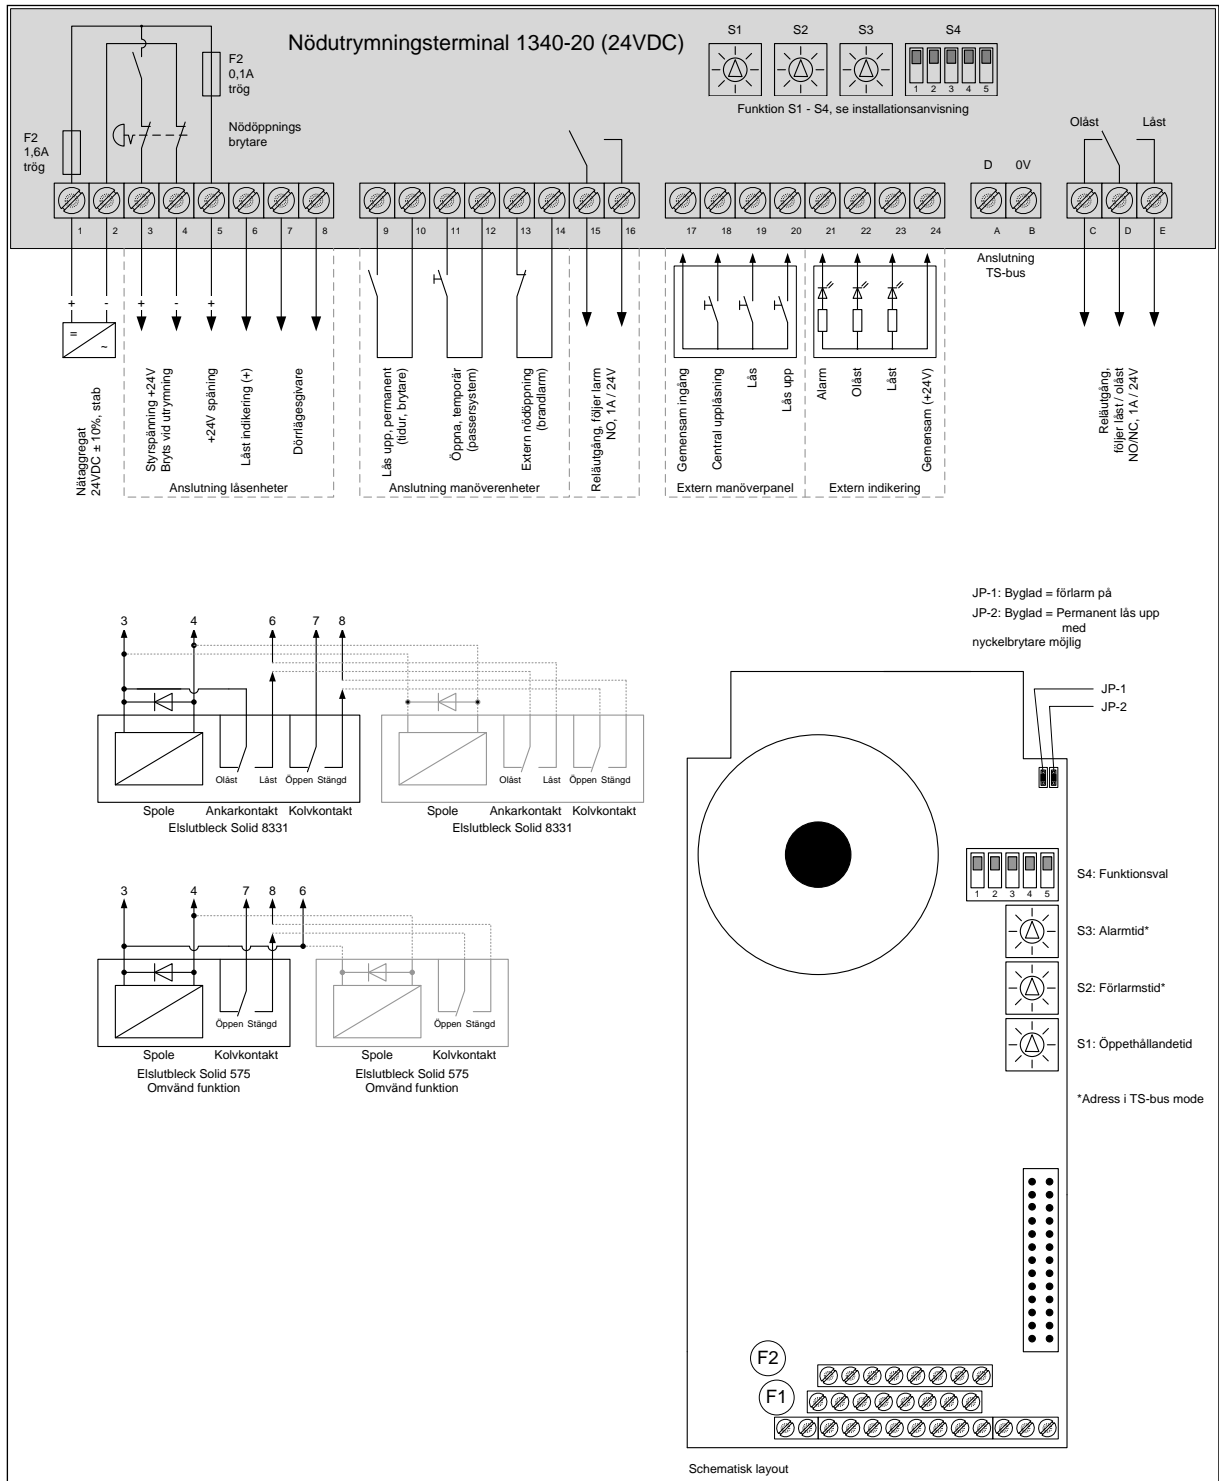 Nödutrymningsterminal 1340-20 (24VDC)
S1
S2
S3
S4
1 2 3 4 5
Funktion S1 - S4, se installationsanvisning
F2
0,1A
trög
F2
1,6A
trög
Nödöppnings
brytare
Olåst
Låst
D
0V
1 2 3 4 5 6 7 8
9 10 11 12 13 14 15 16
17 18 19 20 21 22 23 24
A B
C D E
Anslutning
TS-bus
+ -
=
~
+ - +
Nätaggregat
24VDC ± 10%, stab
Styrspänning +24V
Bryts vid utrymning
+24V späning
Låst indikering (+)
Dörrlägesgivare
Anslutning låsenheter
Lås upp, permanent
(tidur, brytare)
Öppna, temporär
(passersystem)
Extern nödöppning
(brandlarm)
Anslutning manöverenheter
Reläutgång, följer larm
NO, 1A / 24V
Gemensam ingång
Central upplåsning
Lås
Lås upp
Extern manöverpanel
Alarm
Olåst
Låst
Gemensam (+24V)
Extern indikering
Reläutgång,
följer låst / olåst
NO/NC, 1A / 24V
JP-1: Byglad = förlarm på
JP-2: Byglad = Permanent lås upp
med
nyckelbrytare möjlig
3 4 6 7 8
Olåst Låst Öppen Stängd
Spole Ankarkontakt Kolvkontakt
Elslutbleck Solid 8331
Olåst Låst Öppen Stängd
Spole Ankarkontakt Kolvkontakt
Elslutbleck Solid 8331
3 4 7 8 6
Öppen Stängd
Spole Kolvkontakt
Elslutbleck Solid 575
Omvänd funktion
Öppen Stängd
Spole Kolvkontakt
Elslutbleck Solid 575
Omvänd funktion
JP-1
JP-2
1 2 3 4 5
S4: Funktionsval
S3: Alarmtid*
S2: Förlarmstid*
S1: Öppethållandetid
*Adress i TS-bus mode
F2
F1
Schematisk layout